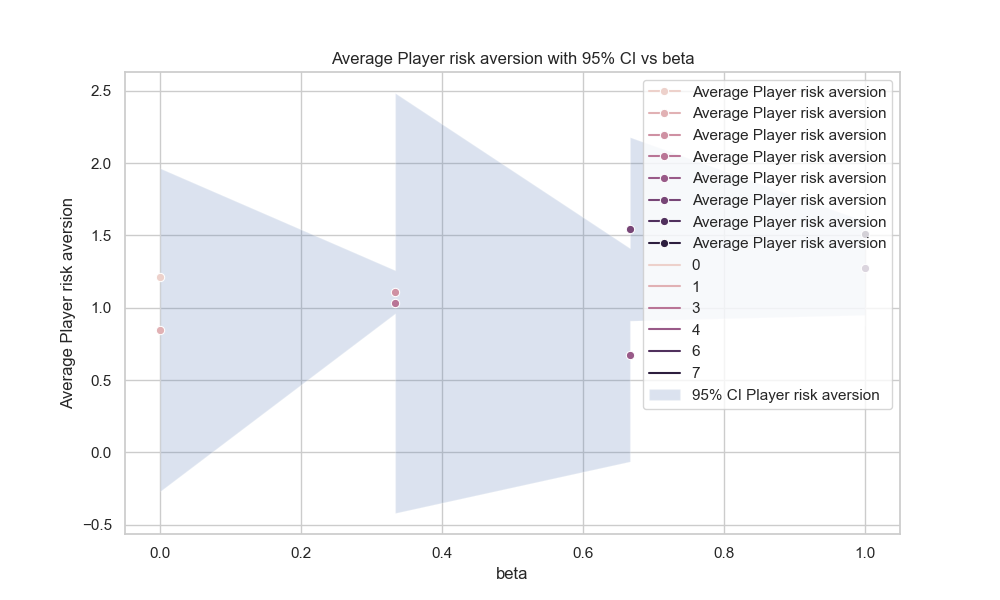 Average Player risk aversion with 95% CI vs beta
Average Player risk aversion
2.5
2.0
1.5
1.0
0.5
0.0
−0.5
0.0
0.2
0.4
0.6
0.8
1.0
beta
Average Player risk aversion
Average Player risk aversion
Average Player risk aversion
Average Player risk aversion
Average Player risk aversion
Average Player risk aversion
Average Player risk aversion
Average Player risk aversion
0
1
3
4
6
7
95% CI Player risk aversion